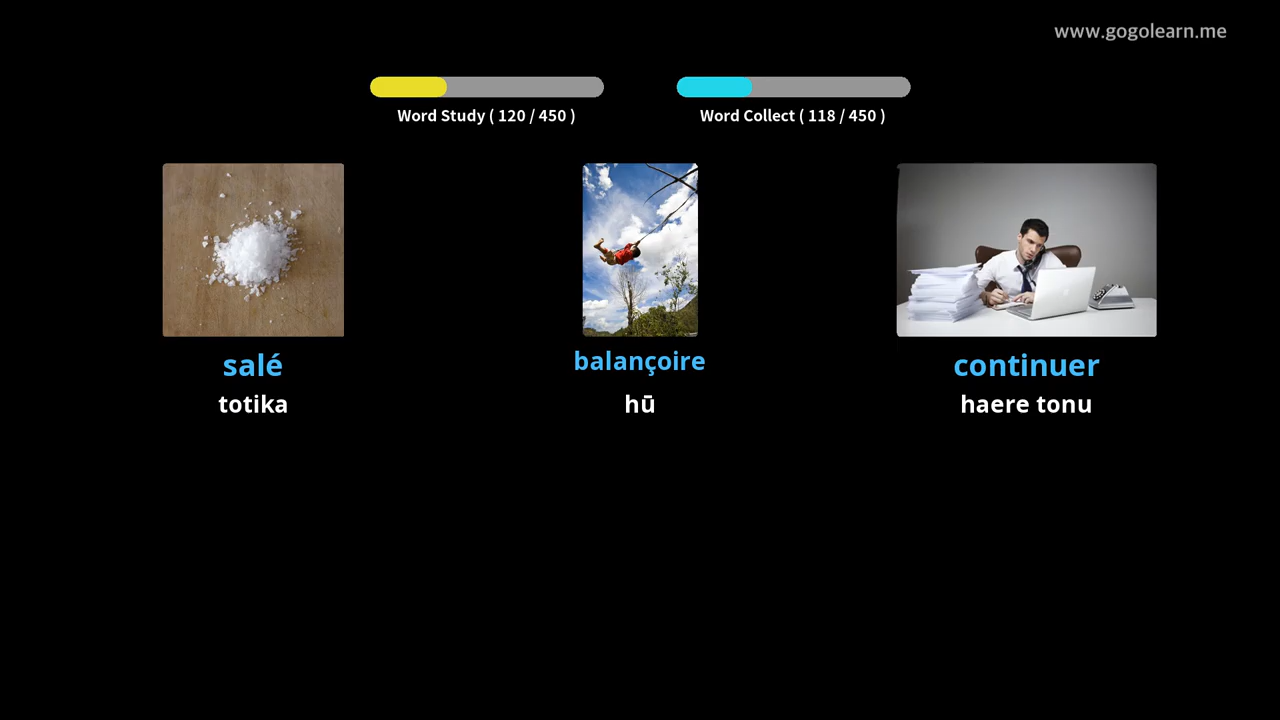 www.gogolearn.me
Word Study ( 120 / 450 )
Word Collect ( 118 / 450 )
salé
balançoire
continuer
totika
hū
haere tonu